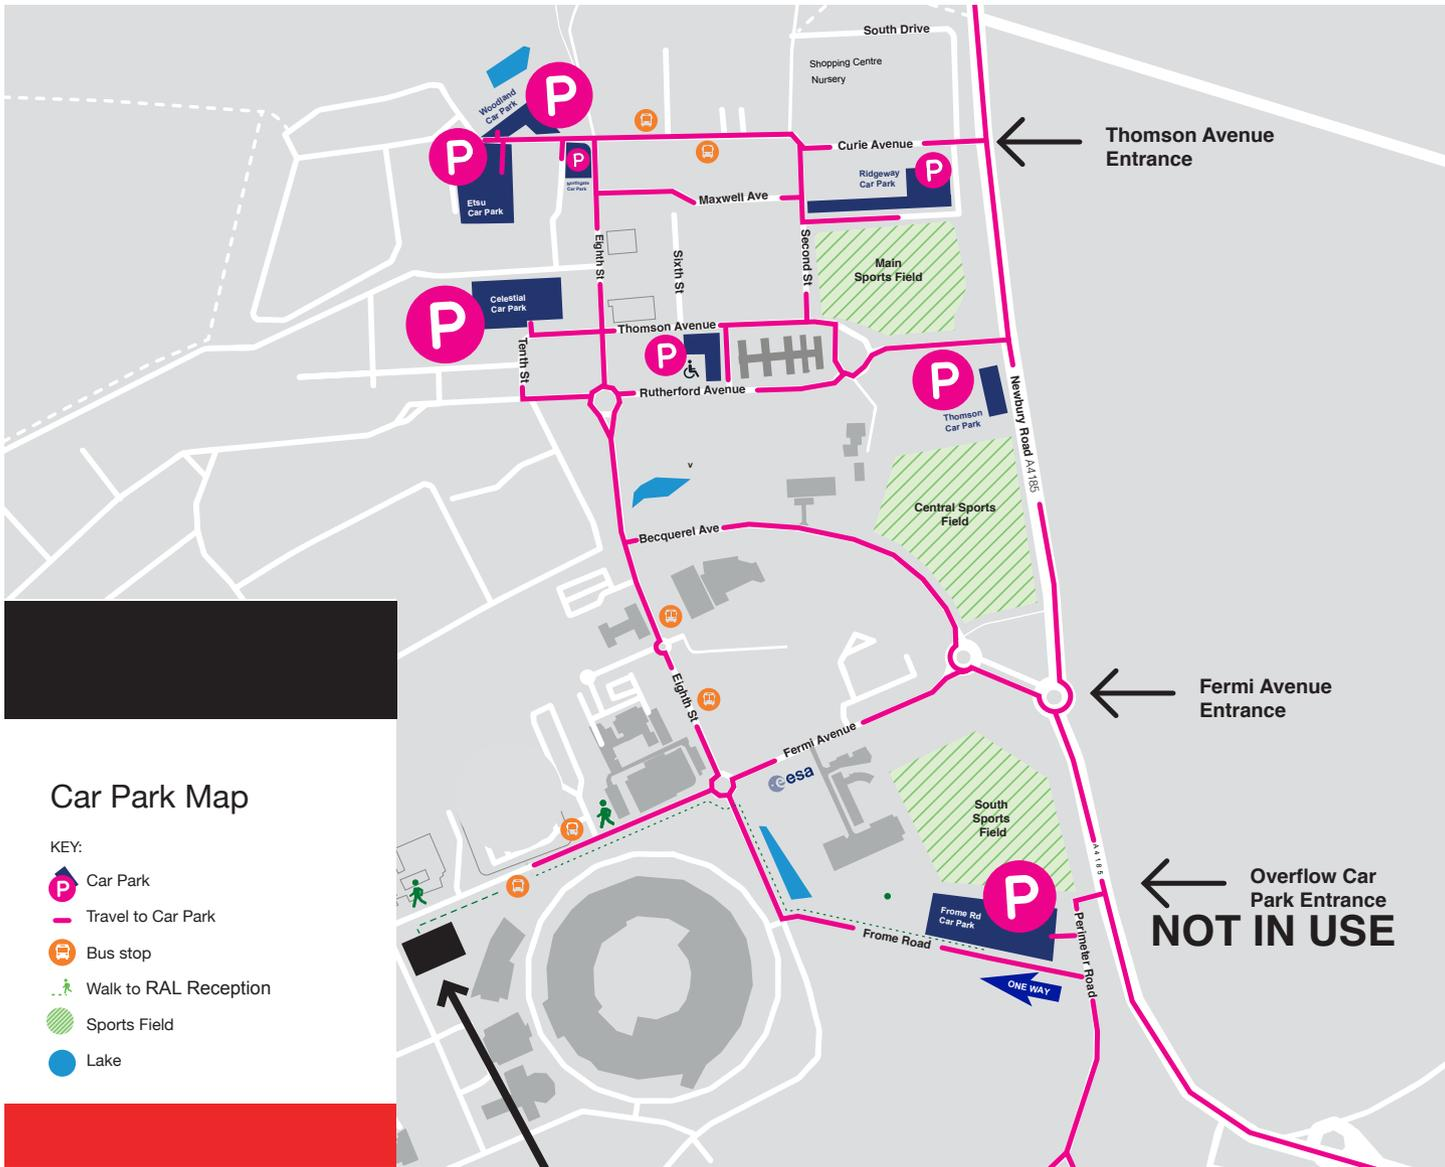 South Drive
Shopping Centre
Nursery
Woodland
Car Park
P
P
P
Northgate
Car Park
Etsu
Car Park
Curie Avenue
Ridgeway
Car Park
P
Thomson Avenue
Entrance
Maxwell Ave
Eighth St
Sixth St
Second St
Main
Sports Field
P
Celestial
Car Park
Tenth St
Thomson Avenue
P
Rutherford Avenue
P
Thomson
Car Park
Newbury Road A4185
v
Central Sports
Field
Becquerel Ave
Eighth St
Fermi Avenue
esa
Fermi Avenue
Entrance
South
Sports
Field
A4185
Overflow Car
Park Entrance
NOT IN USE
P
Frome Rd
Car Park
Frome Road
Perimeter Road
ONE WAY
Car Park Map
KEY:
P Car Park
Travel to Car Park
Bus stop
Walk to RAL Reception
Sports Field
Lake